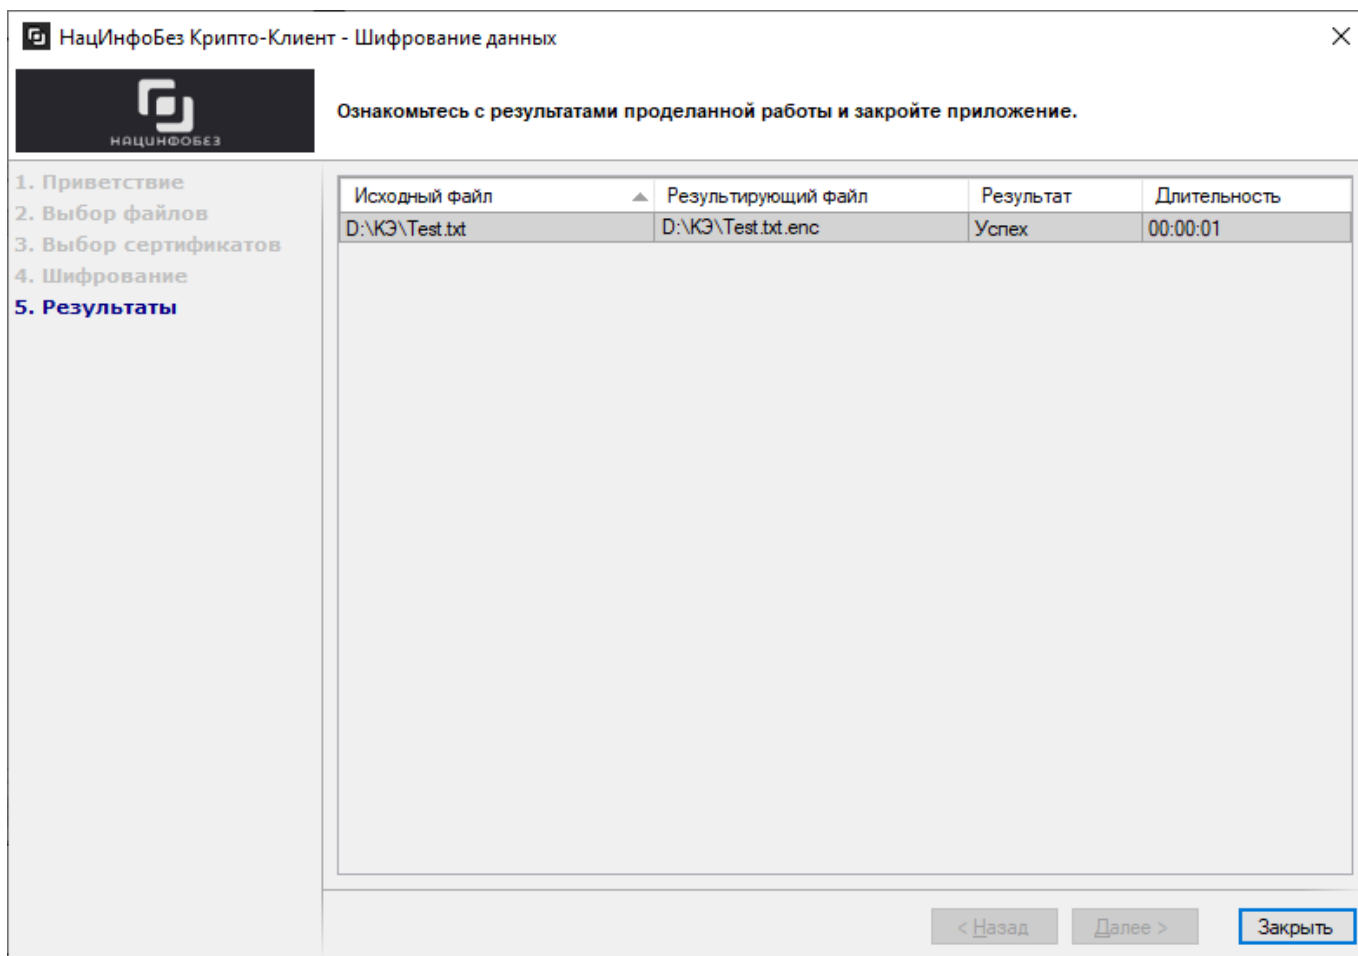 НацИнфоБез Крипто-Клиент - Шифрование данных
НАЦИНФОБЕЗ
Ознакомьтесь с результатами проделанной работы и закройте приложение.
1. Приветствие
2. Выбор файлов
3. Выбор сертификатов
4. Шифрование
5. Результаты
Исходный файл Результирующий файл Результат Длительность
D:\КЭ\Test.txt D:\КЭ\Test.txt.enc Успех 00:00:01
< Назад Далее > Закрыть